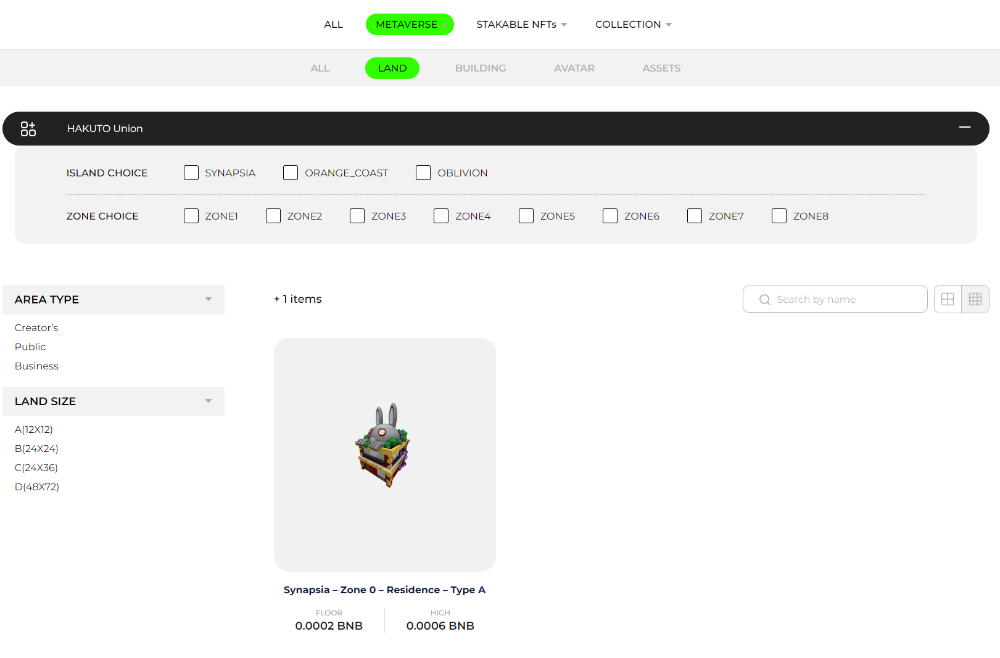 ALL METAVERSE STAKABLE NFTs COLLECTION
ALL LAND BUILDING AVATAR ASSETS
HAKUTO Union
ISLAND CHOICE SYNAPSIA ORANGE_COAST OBLIVION
ZONE CHOICE ZONE1 ZONE2 ZONE3 ZONE4 ZONE5 ZONE6 ZONE7 ZONE8
AREA TYPE
Creator’s
Public
Business
LAND SIZE
A(12X12)
B(24X24)
C(24X36)
D(48X72)
+ 1 items
Search by name
Synapsia – Zone 0 – Residence – Type A
FLOOR HIGH
0.0002 BNB 0.0006 BNB